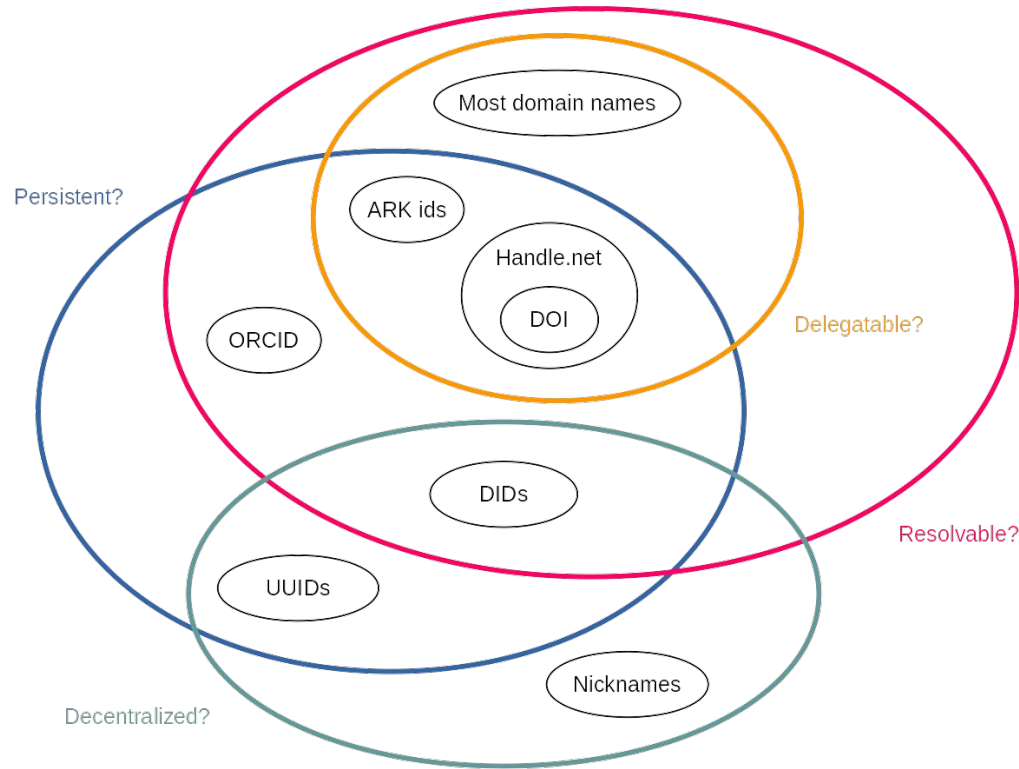 Most domain names
Persistent?
ARK ids
Handle.net
DOI
Delegatable?
ORCID
DIDs
Resolvable?
UUIDs
Nicknames
Decentralized?